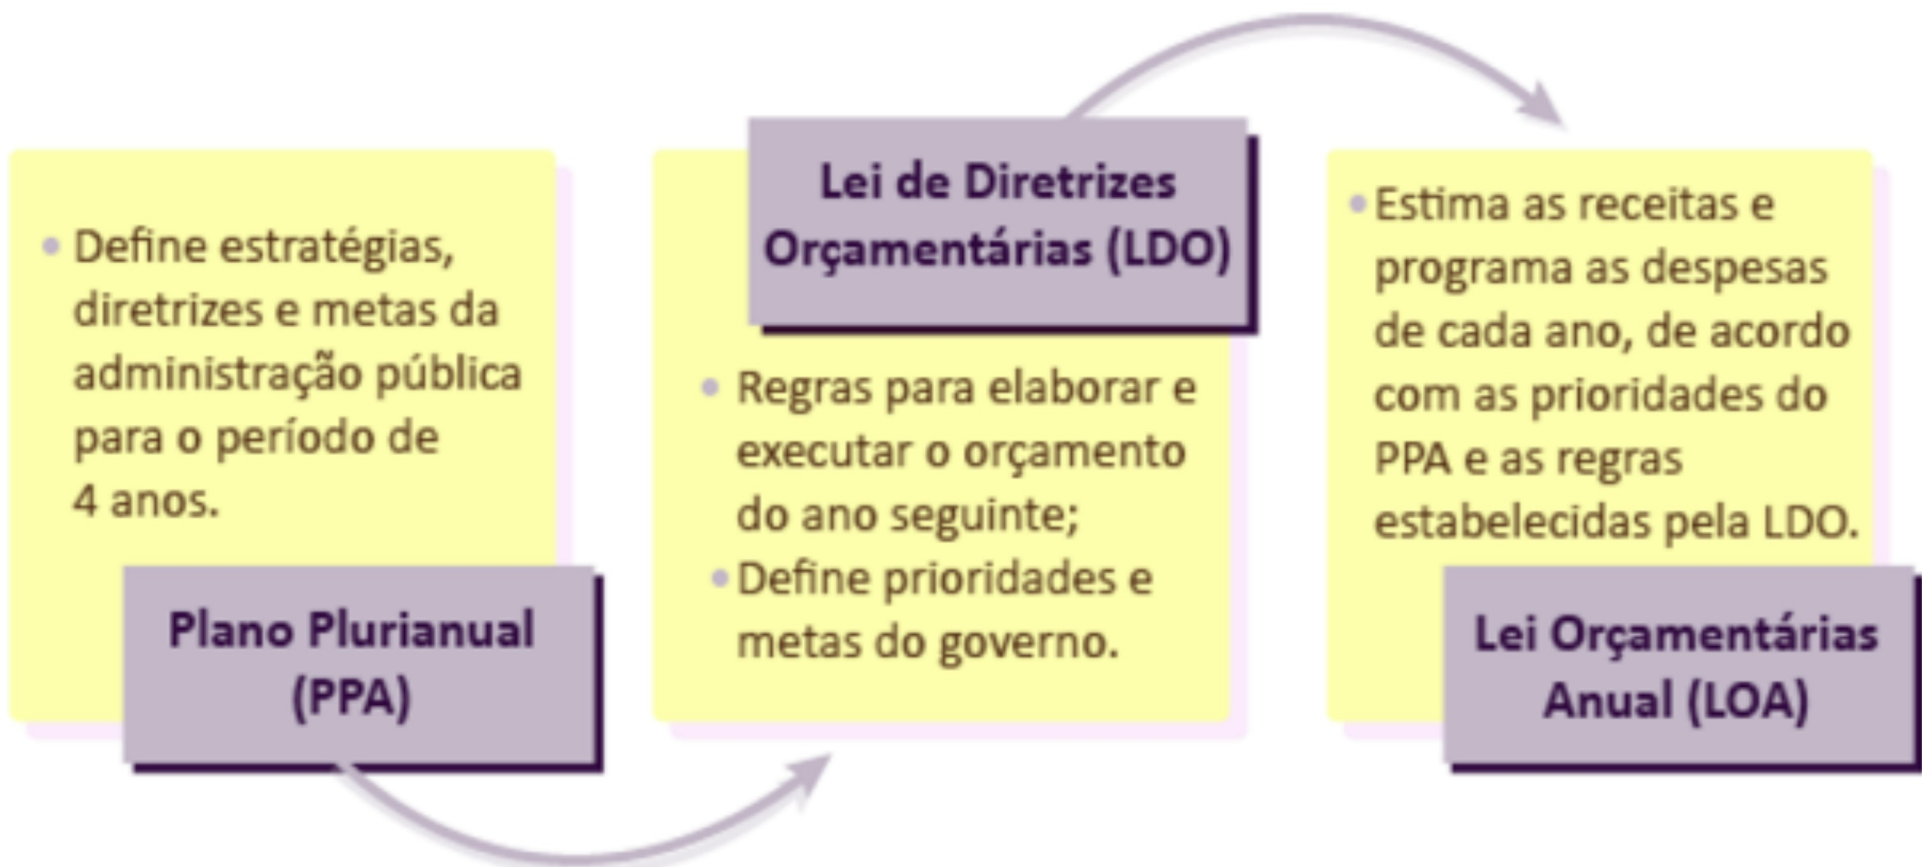 • Define estratégias,
diretrizes e metas da
administração pública
para o período de
4 anos.
Plano Plurianual
(PPA)
Lei de Diretrizes
Orçamentárias (LDO)
• Regras para elaborar e
executar o orçamento
do ano seguinte;
• Define prioridades e
metas do governo.
• Estima as receitas e
programa as despesas
de cada ano, de acordo
com as prioridades do
PPA e as regras
estabelecidas pela LDO.
Lei Orçamentárias
Anual (LOA)